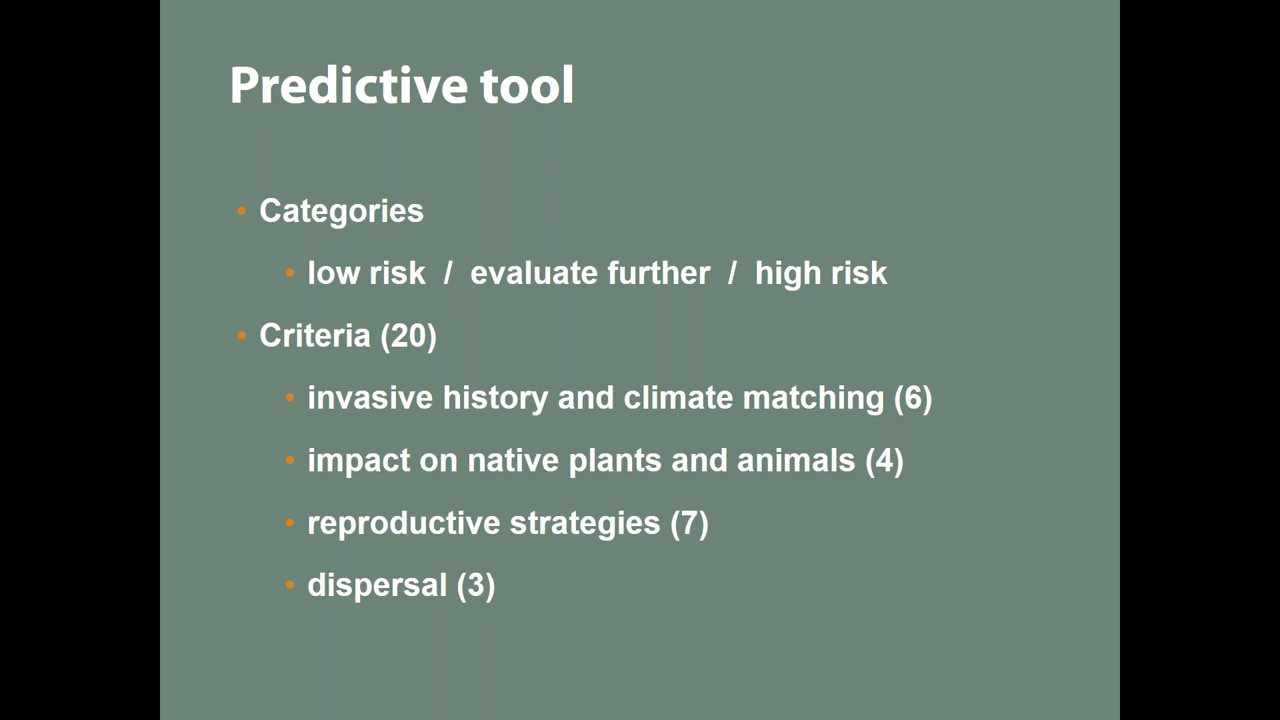 Predictive tool
• Categories
• low risk / evaluate further / high risk
• Criteria (20)
• invasive history and climate matching (6)
• impact on native plants and animals (4)
• reproductive strategies (7)
• dispersal (3)